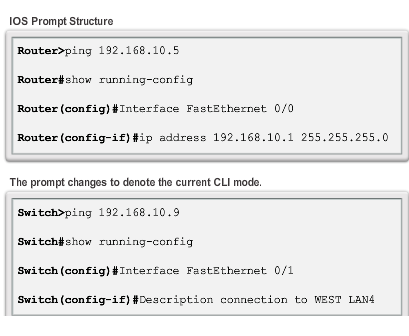 IOS Prompt Structure
Router>ping 192.168.10.5
Router#show running-config
Router(config)#Interface FastEthernet 0/0
Router(config-if)#ip address 192.168.10.1 255.255.255.0
The prompt changes to denote the current CLI mode.
Switch>ping 192.168.10.9
Switch#show running-config
Switch(config)#Interface FastEthernet 0/1
Switch(config-if)#Description connection to WEST LAN4